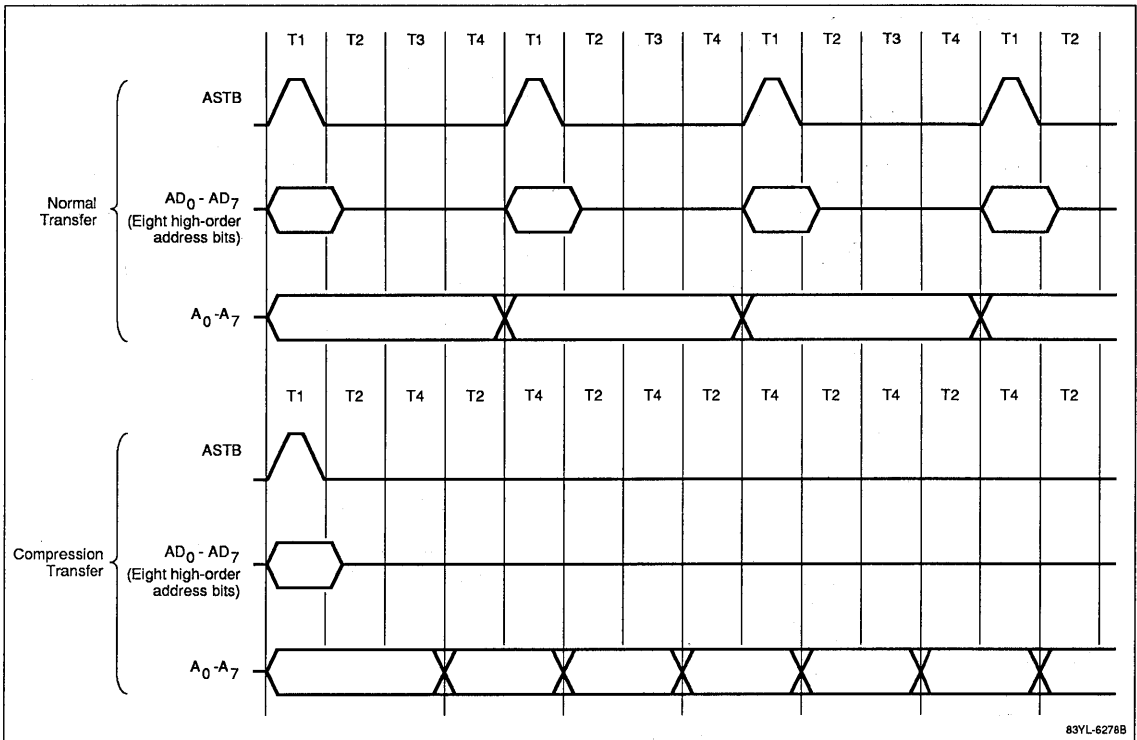 T1 T2 T3 T4 T1 T2 T3 T4 T1 T2 T3 T4 T1 T2
ASTB
Normal
Transfer
AD0 - AD7
(Eight high-order
address bits)
A0-A7
T1 T2 T4 T2 T4 T2 T4 T2 T4 T2 T4 T2 T4 T2
ASTB
Compression
Transfer
AD0 - AD7
(Eight high-order
address bits)
A0-A7
83YL-6278B